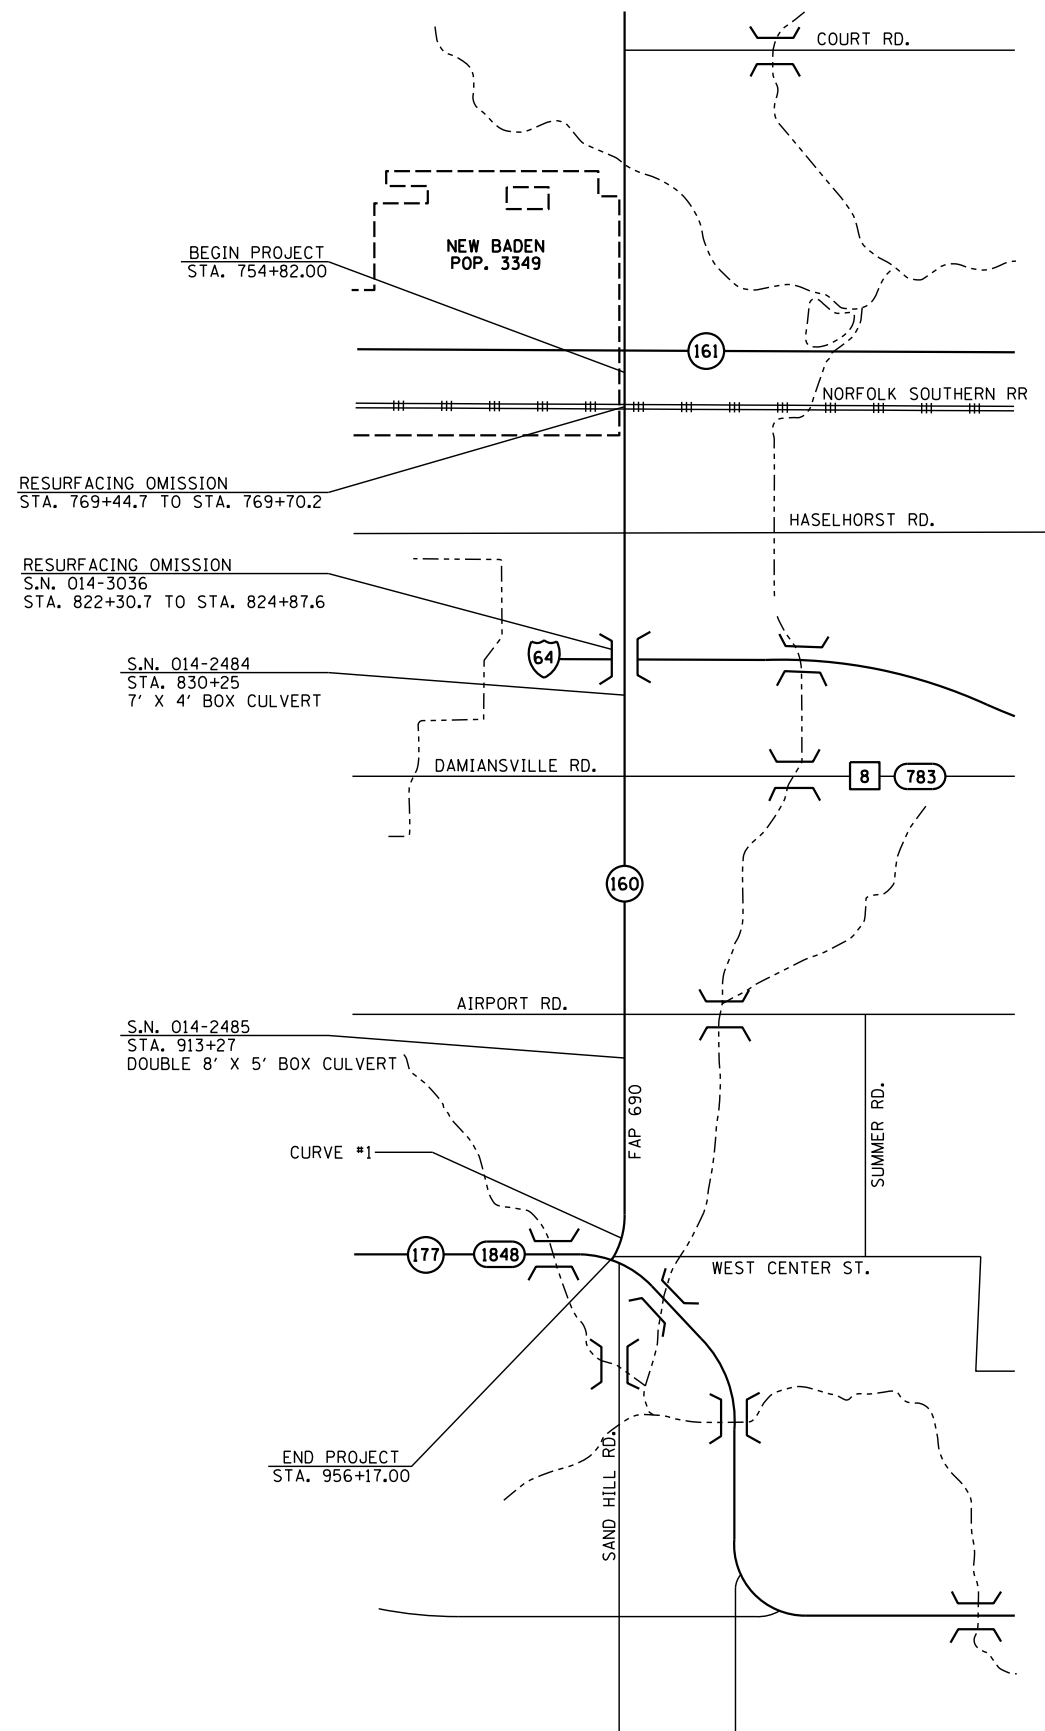 COURT RD.
NEW BADEN
POP. 3349
BEGIN PROJECT
STA. 754+82.00
161
NORFOLK SOUTHERN RR
RESURFACING OMISSION
STA. 769+44.7 TO STA. 769+70.2
HASELHORST RD.
RESURFACING OMISSION
S.N. 014-3036
STA. 822+30.7 TO STA. 824+87.6
64
S.N. 014-2484
STA. 830+25
7' X 4' BOX CULVERT
DAMIANSVILLE RD.
8
783
160
AIRPORT RD.
S.N. 014-2485
STA. 913+27
DOUBLE 8' X 5' BOX CULVERT
FAP 690
SUMMER RD.
CURVE #1
177
1848
WEST CENTER ST.
END PROJECT
STA. 956+17.00
SAND HILL RD.